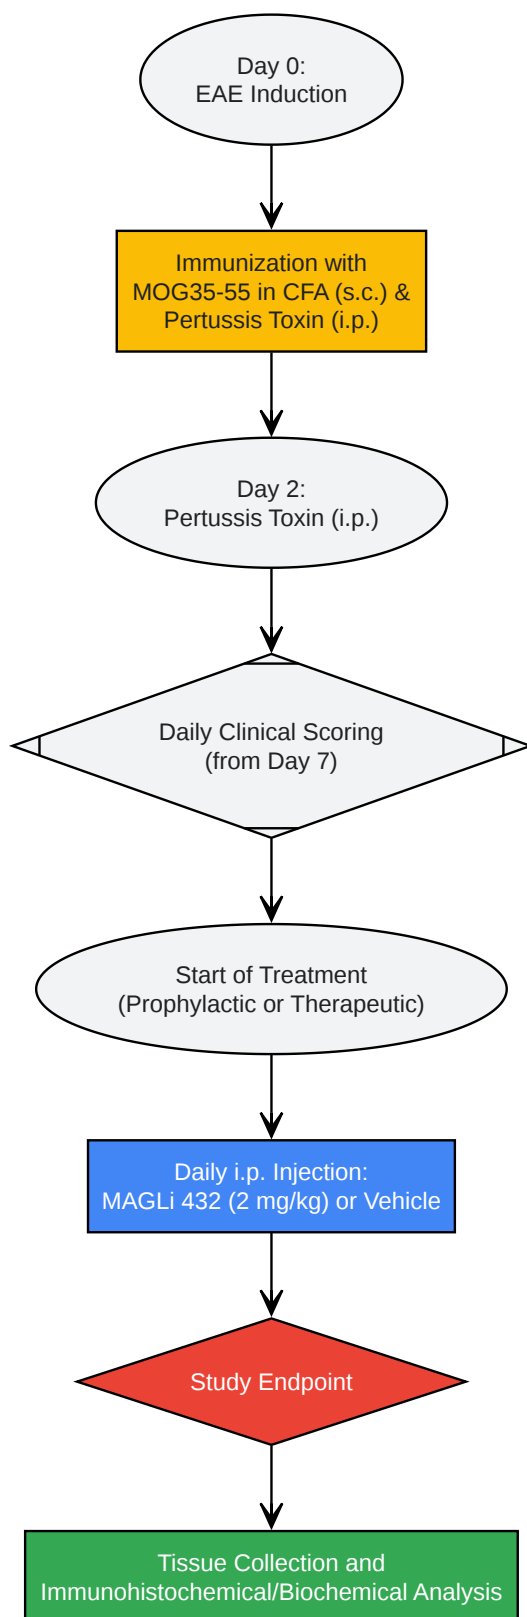 Day 0:
EAE Induction
Immunization with
MOG35-55 in CFA (s.c.) &
Pertussis Toxin (i.p.)
Day 2:
Pertussis Toxin (i.p.)
Daily Clinical Scoring
(from Day 7)
Start of Treatment
(Prophylactic or Therapeutic)
Daily i.p. Injection:
MAGLi 432 (2 mg/kg) or Vehicle
Study Endpoint
Tissue Collection and
Immunohistochemical/Biochemical Analysis